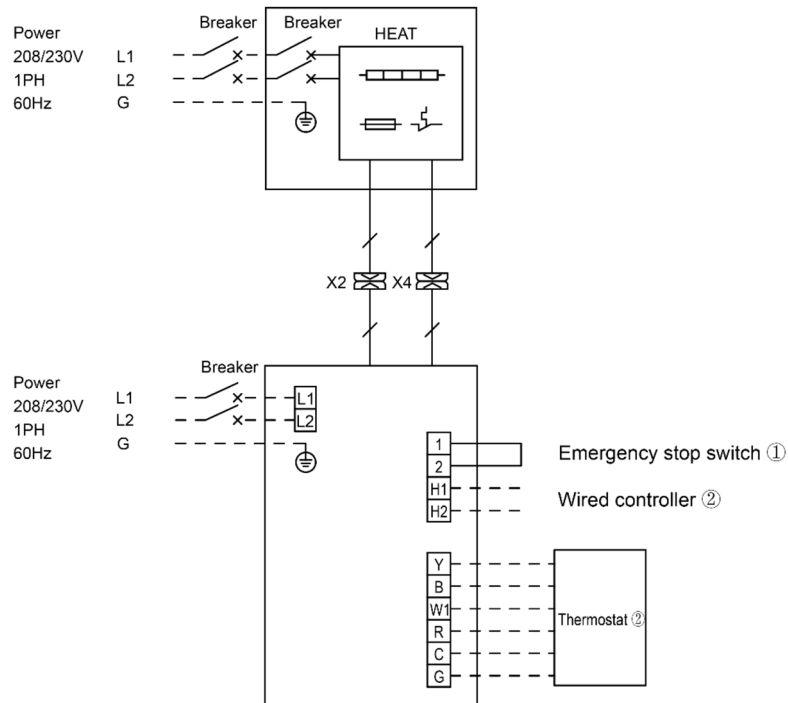 Breaker Breaker
HEAT
Power
208/230V
1PH
60Hz
L1
L2
G
X2 X4
Breaker
Power
208/230V
1PH
60Hz
L1
L2
G
L1
L2
1
2
H1
H2
Emergency stop switch ①
Wired controller ②
Y
B
W1
R
C
G
Thermostat ②